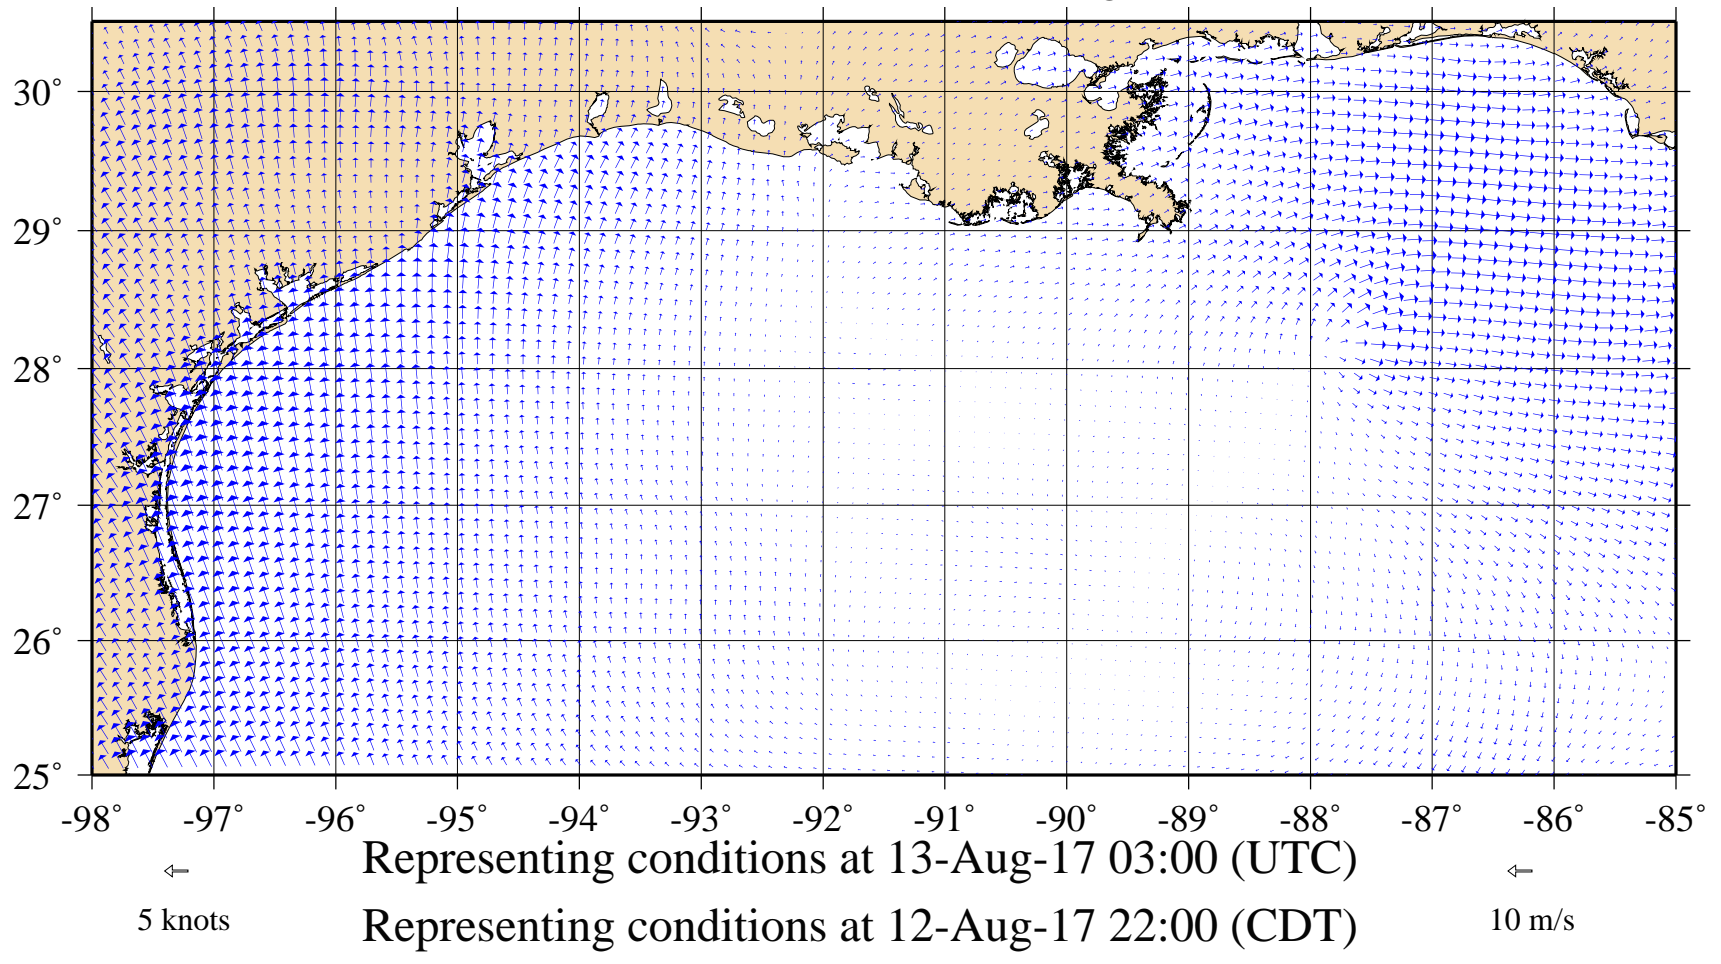 30°
29°
28°
27°
26°
25°
-98° -97° -96° -95° -94° -93° -92° -91° -90° -89° -88° -87° -86° -85°
Representing conditions at 13-Aug-17 03:00 (UTC)
5 knots
10 m/s
Representing conditions at 12-Aug-17 22:00 (CDT)